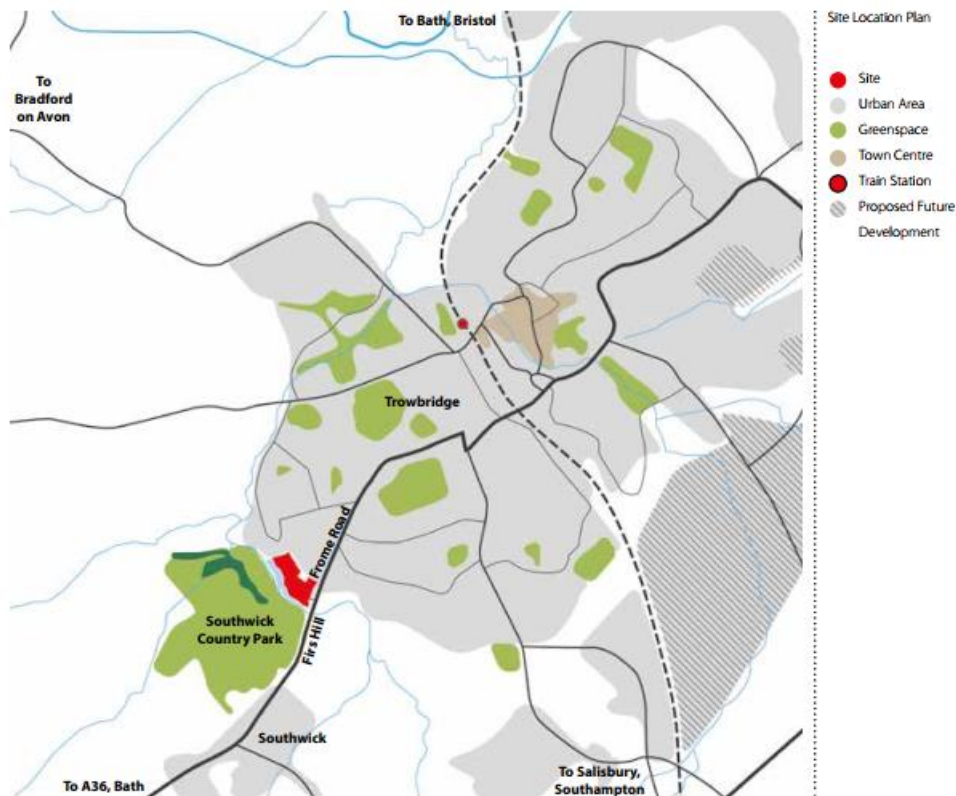 To Bath, Bristol
To
Bradford
on Avon
Trowbridge
Frome Road
Firs Hill
Southwick
Country Park
Southwick
To A36, Bath
To Salisbury,
Southampton
Site Location Plan
Site
Urban Area
Greenspace
Town Centre
Train Station
Proposed Future
Development